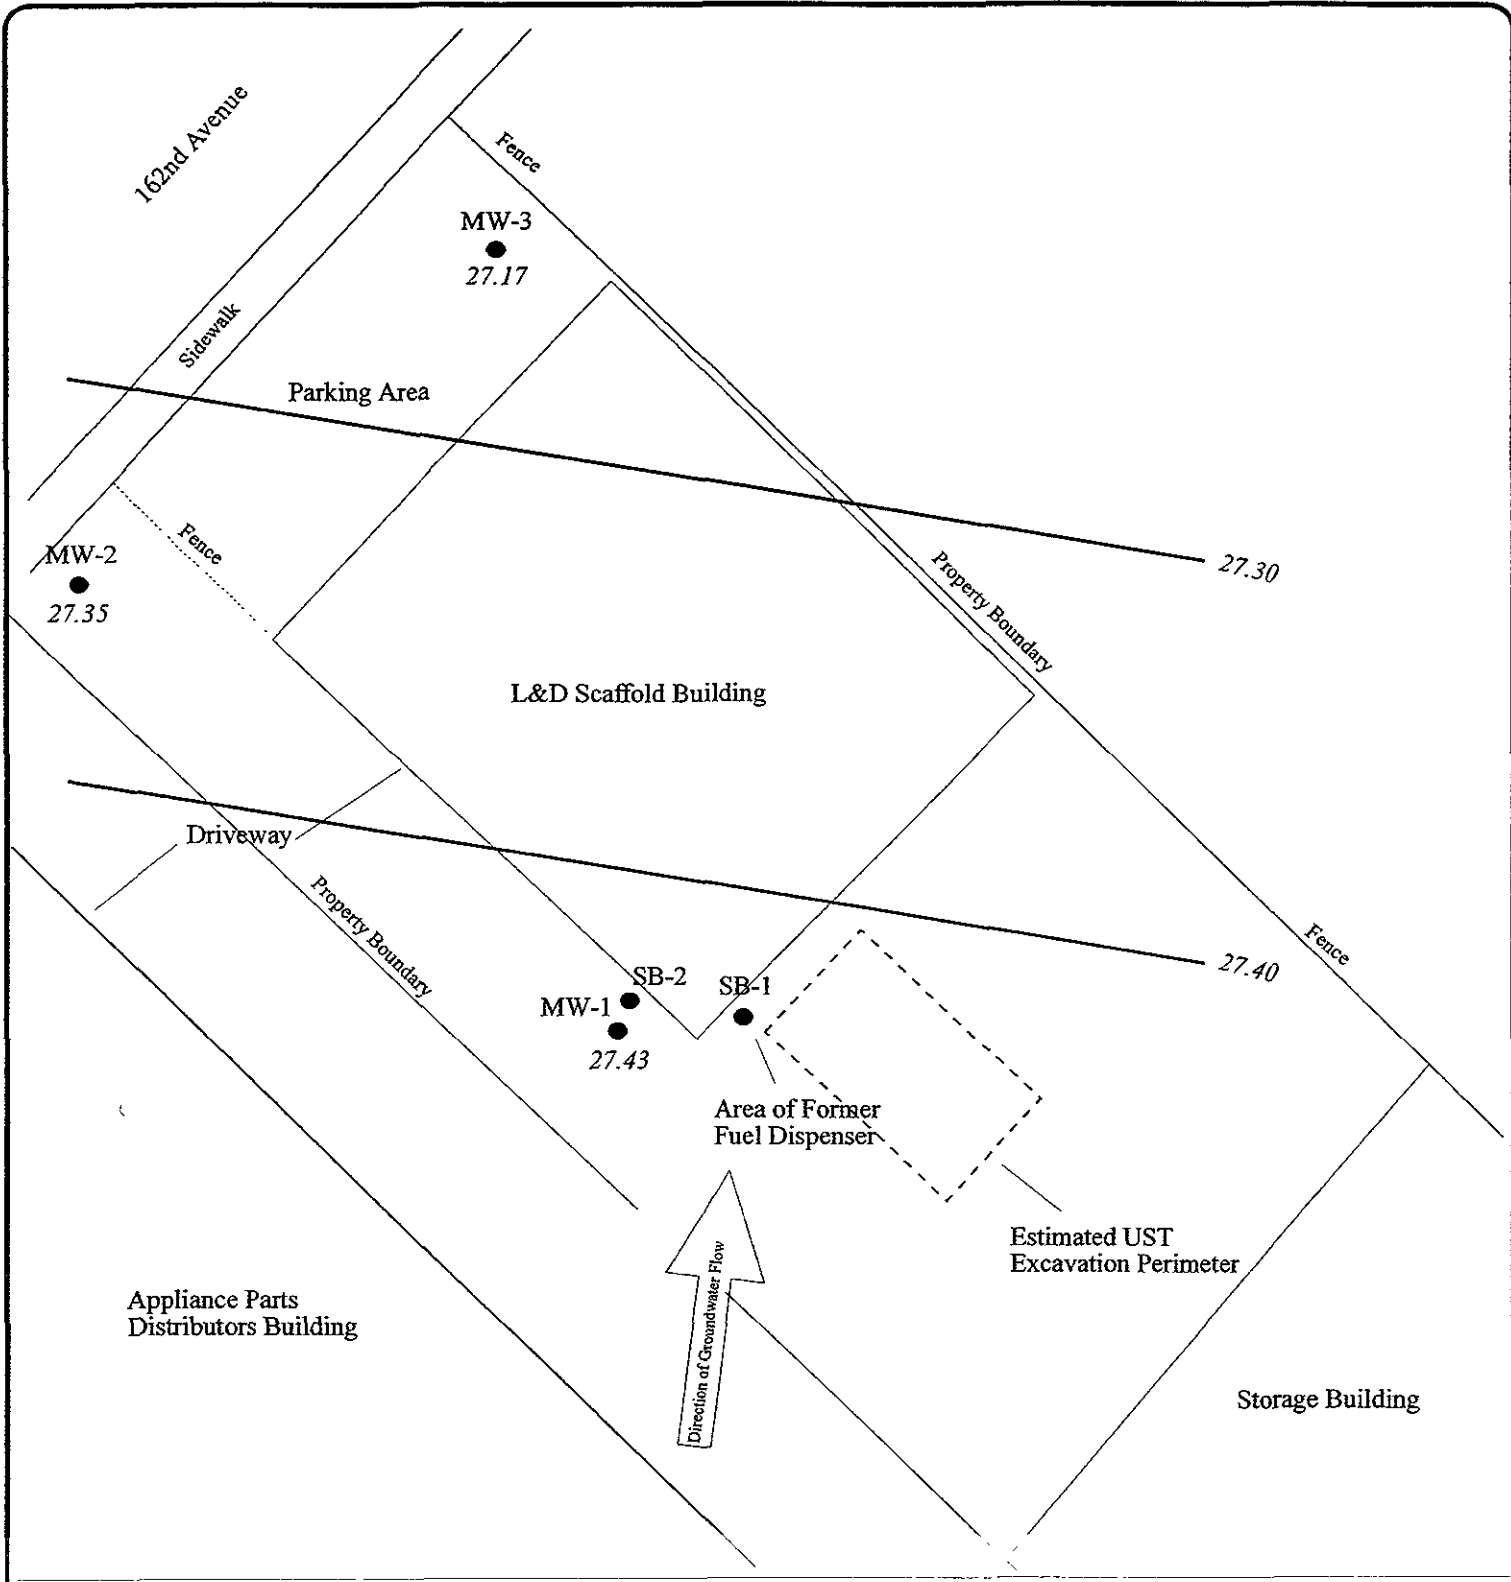 162nd Avenue
Fence
MW-3
27.17
Sidewalk
Parking Area
Fence
MW-2
27.35
27.30
Property Boundary
L&D Scaffold Building
Driveway
Property Boundary
Fence
27.40
SB-2
SB-1
MW-1
27.43
Area of Former
Fuel Dispenser
Direction of Groundwater Flow
Estimated UST
Excavation Perimeter
Appliance Parts
Distributors Building
Storage Building